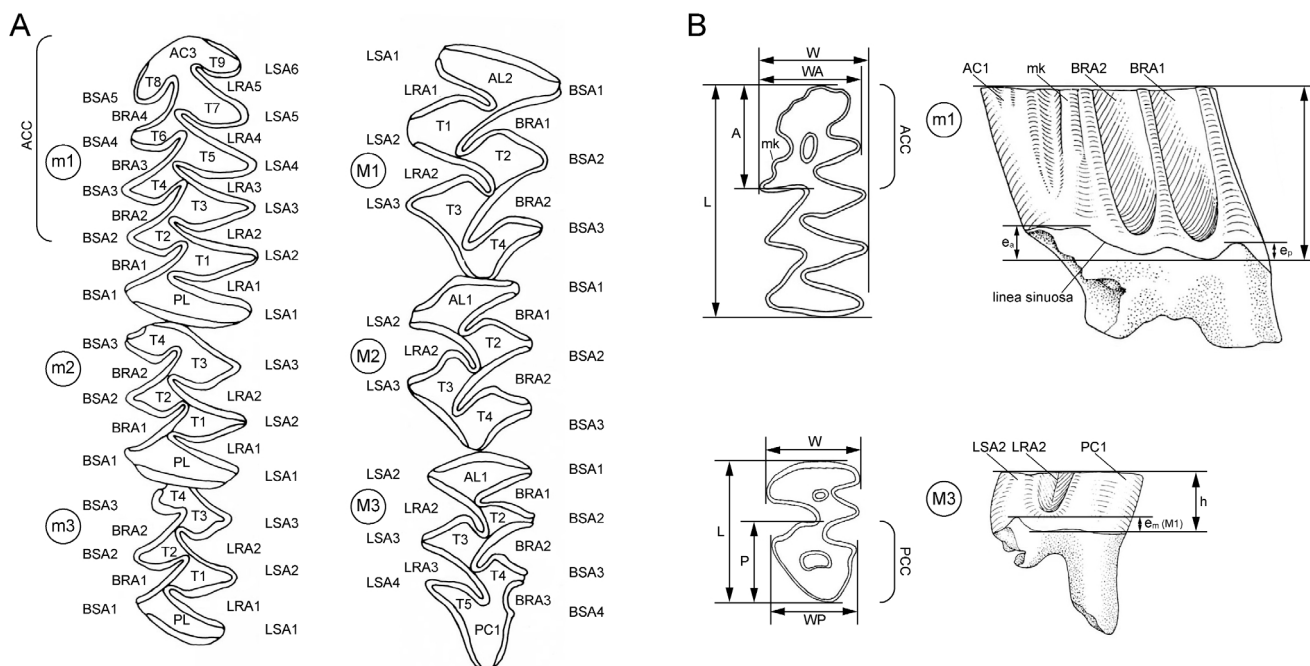 A
ACC
m1
AC3
T9
T8
T7
T6
T5
T4
T3
T2
T1
PL
BSA5
BRA4
BSA4
BRA3
BSA3
BRA2
BSA2
BRA1
BSA1
LSA6
LRA5
LSA5
LRA4
LSA4
LRA3
LSA3
LRA2
LSA2
LRA1
LSA1
m2
T4
T3
T2
T1
PL
BSA3
BRA2
BSA2
BRA1
BSA1
LSA3
LRA2
LSA2
LRA1
LSA1
m3
T4
T3
T2
T1
PL
BSA3
BRA2
BSA2
BRA1
BSA1
LSA3
LRA2
LSA2
LRA1
LSA1
M1
LSA1
LRA1
LSA2
LRA2
LSA3
AL2
T1
T2
T3
T4
BSA1
BRA1
BSA2
BRA2
BSA3
M2
LSA2
LRA2
LSA3
AL1
T2
T3
T4
BSA1
BRA1
BSA2
BRA2
BSA3
M3
LSA2
LRA2
LSA3
LRA3
LSA4
AL1
T2
T3
T4
T5
PC1
BSA1
BRA1
BSA2
BRA2
BSA3
BRA3
BSA4
B
W
WA
A
mk
L
ACC
m1
AC1 mk BRA2 BRA1
ea
ep
linea sinuosa
W
L
P
WP
PCC
M3
LSA2 LRA2 PC1
h
em (M1)